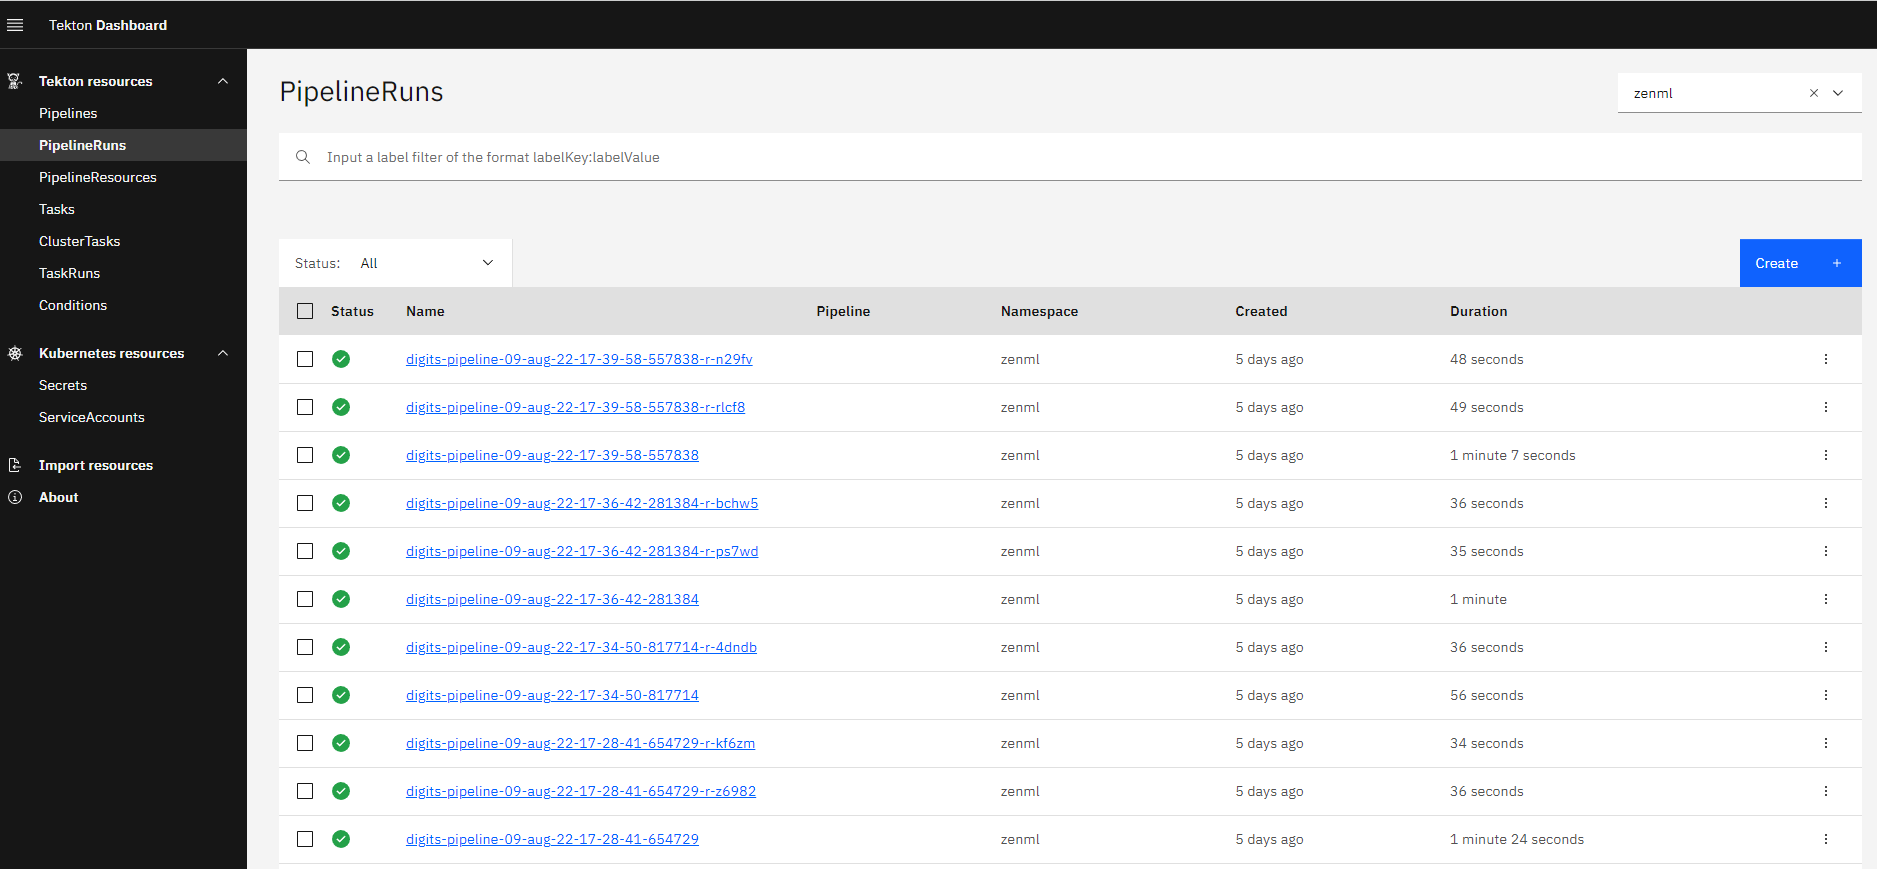 Tekton Dashboard
Tekton resources
Pipelines
PipelineRuns
PipelineResources
Tasks
ClusterTasks
TaskRuns
Conditions
Kubernetes resources
Secrets
ServiceAccounts
Import resources
About
PipelineRuns
zenml
Input a label filter of the format labelKey:labelValue
Status: All
Create +
Status Name Pipeline Namespace Created Duration
digits-pipeline-09-aug-22-17-39-58-557838-r-n29fv zenml 5 days ago 48 seconds
digits-pipeline-09-aug-22-17-39-58-557838-r-rlcf8 zenml 5 days ago 49 seconds
digits-pipeline-09-aug-22-17-39-58-557838 zenml 5 days ago 1 minute 7 seconds
digits-pipeline-09-aug-22-17-36-42-281384-r-bchw5 zenml 5 days ago 36 seconds
digits-pipeline-09-aug-22-17-36-42-281384-r-ps7wd zenml 5 days ago 35 seconds
digits-pipeline-09-aug-22-17-36-42-281384 zenml 5 days ago 1 minute
digits-pipeline-09-aug-22-17-34-50-817714-r-4dndb zenml 5 days ago 36 seconds
digits-pipeline-09-aug-22-17-34-50-817714 zenml 5 days ago 56 seconds
digits-pipeline-09-aug-22-17-28-41-654729-r-kf6zm zenml 5 days ago 34 seconds
digits-pipeline-09-aug-22-17-28-41-654729-r-z6982 zenml 5 days ago 36 seconds
digits-pipeline-09-aug-22-17-28-41-654729 zenml 5 days ago 1 minute 24 seconds